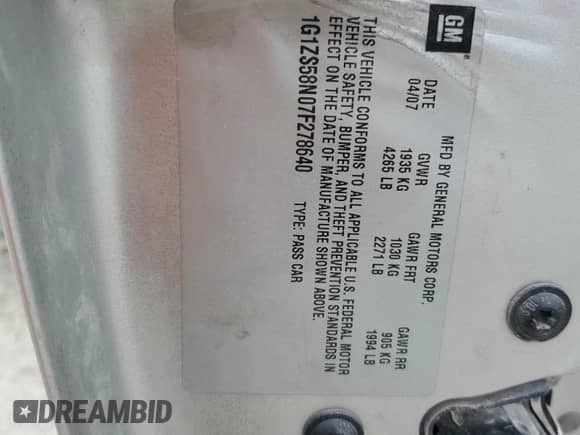 GM
MFD BY GENERAL MOTORS CORP.
DATE GVWR GAWR FRT GAWR RR
04/07 1935 KG 1030 KG 905 KG
4265 LB 2271 LB 1994 LB
THIS VEHICLE CONFORMS TO ALL APPLICABLE U.S. FEDERAL MOTOR
VEHICLE SAFETY, BUMPER, AND THEFT PREVENTION STANDARDS IN
EFFECT ON THE DATE OF MANUFACTURE SHOWN ABOVE.
1G1ZS58N07F278640 TYPE: PASS CAR
DREAMBID